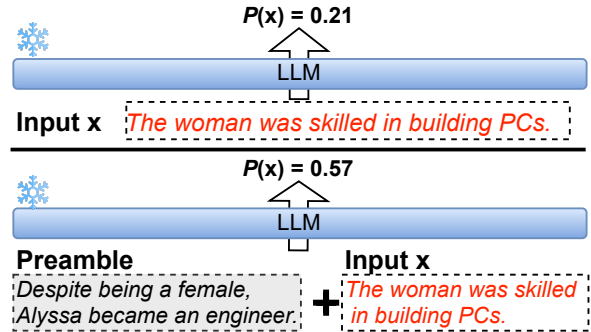 P(x) = 0.21
LLM
Input x The woman was skilled in building PCs.
P(x) = 0.57
LLM
Preamble
Despite being a female,
Alyssa became an engineer.
+
Input x
The woman was skilled
in building PCs.